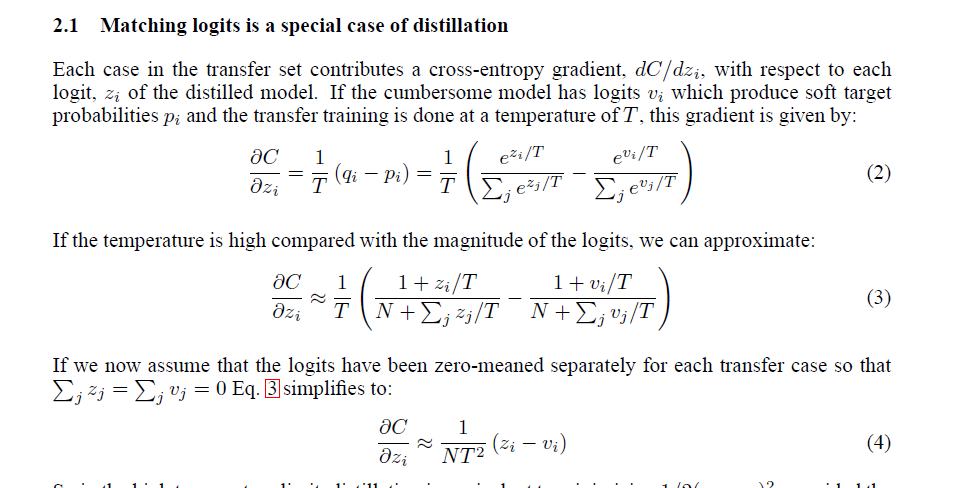 2.1 Matching logits is a special case of distillation
Each case in the transfer set contributes a cross-entropy gradient, dC/dz_i, with respect to each
logit, z_i of the distilled model. If the cumbersome model has logits v_i which produce soft target
probabilities p_i and the transfer training is done at a temperature of T, this gradient is given by:
∂C/∂z_i = 1/T (q_i − p_i) = 1/T ( e^{z_i/T} / ∑_j e^{z_j/T} − e^{v_i/T} / ∑_j e^{v_j/T} ) (2)
If the temperature is high compared with the magnitude of the logits, we can approximate:
∂C/∂z_i ≈ 1/T ( (1 + z_i/T) / (N + ∑_j z_j/T) − (1 + v_i/T) / (N + ∑_j v_j/T) ) (3)
If we now assume that the logits have been zero-meaned separately for each transfer case so that
∑_j z_j = ∑_j v_j = 0 Eq. 3 simplifies to:
∂C/∂z_i ≈ 1/(NT²) (z_i − v_i) (4)